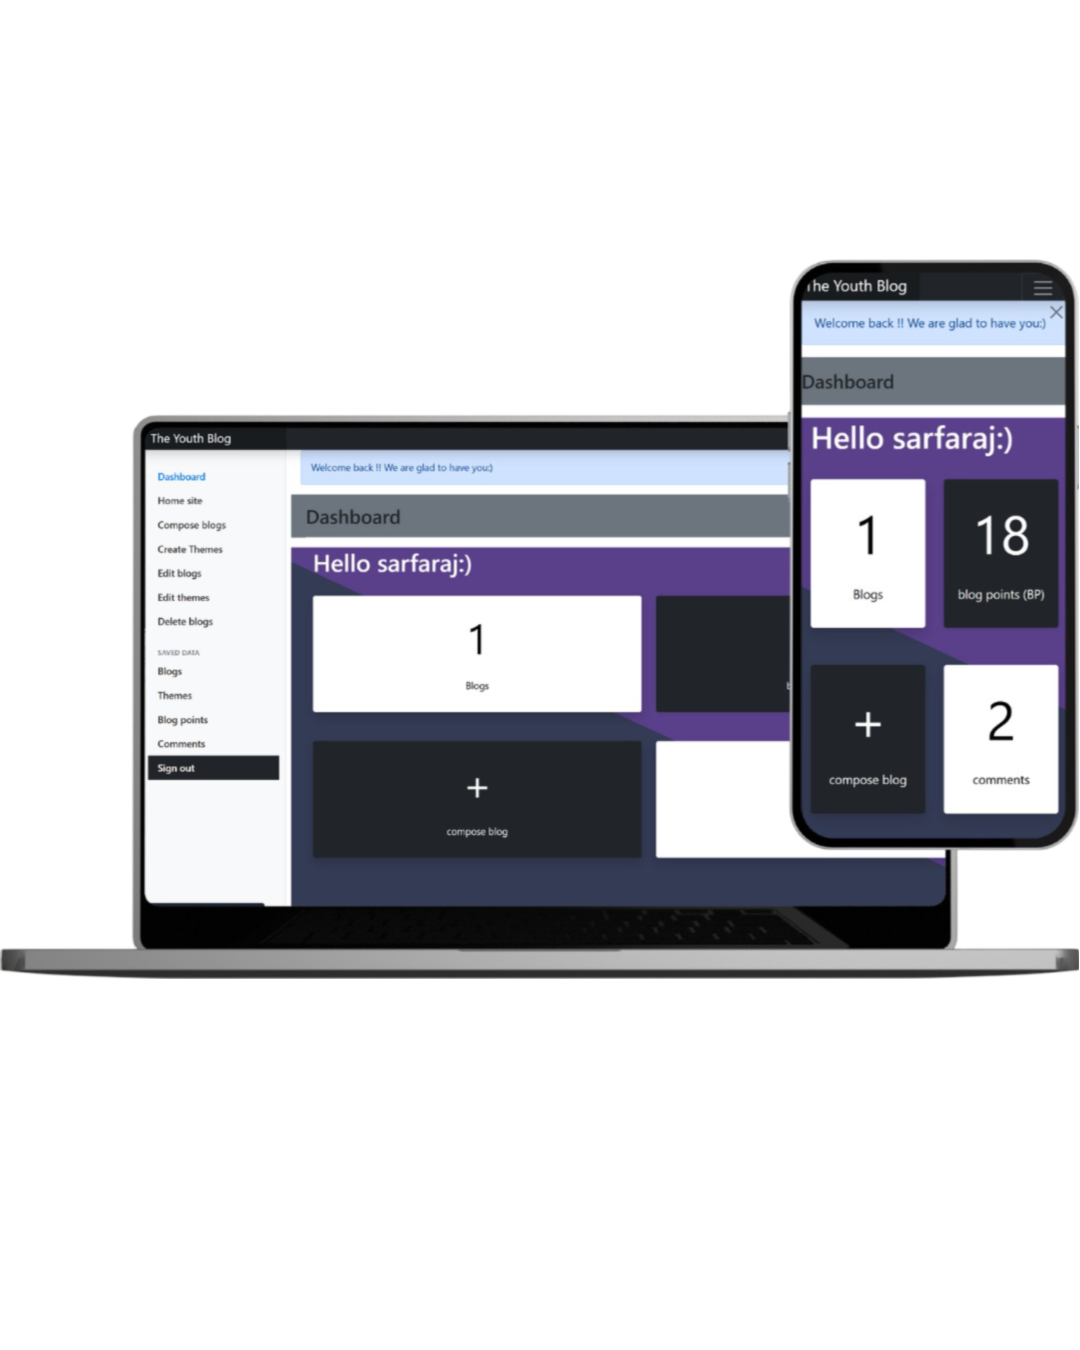 The Youth Blog
Dashboard
Home site
Compose blogs
Create Themes
Edit blogs
Edit themes
Delete blogs
SAVED DATA
Blogs
Themes
Blog points
Comments
Sign out
Welcome back !! We are glad to have you:)
Dashboard
Hello sarfaraj:)
1
Blogs
+
compose blog
The Youth Blog
Welcome back !! We are glad to have you:)
Dashboard
Hello sarfaraj:)
1
Blogs
18
blog points (BP)
+
compose blog
2
comments